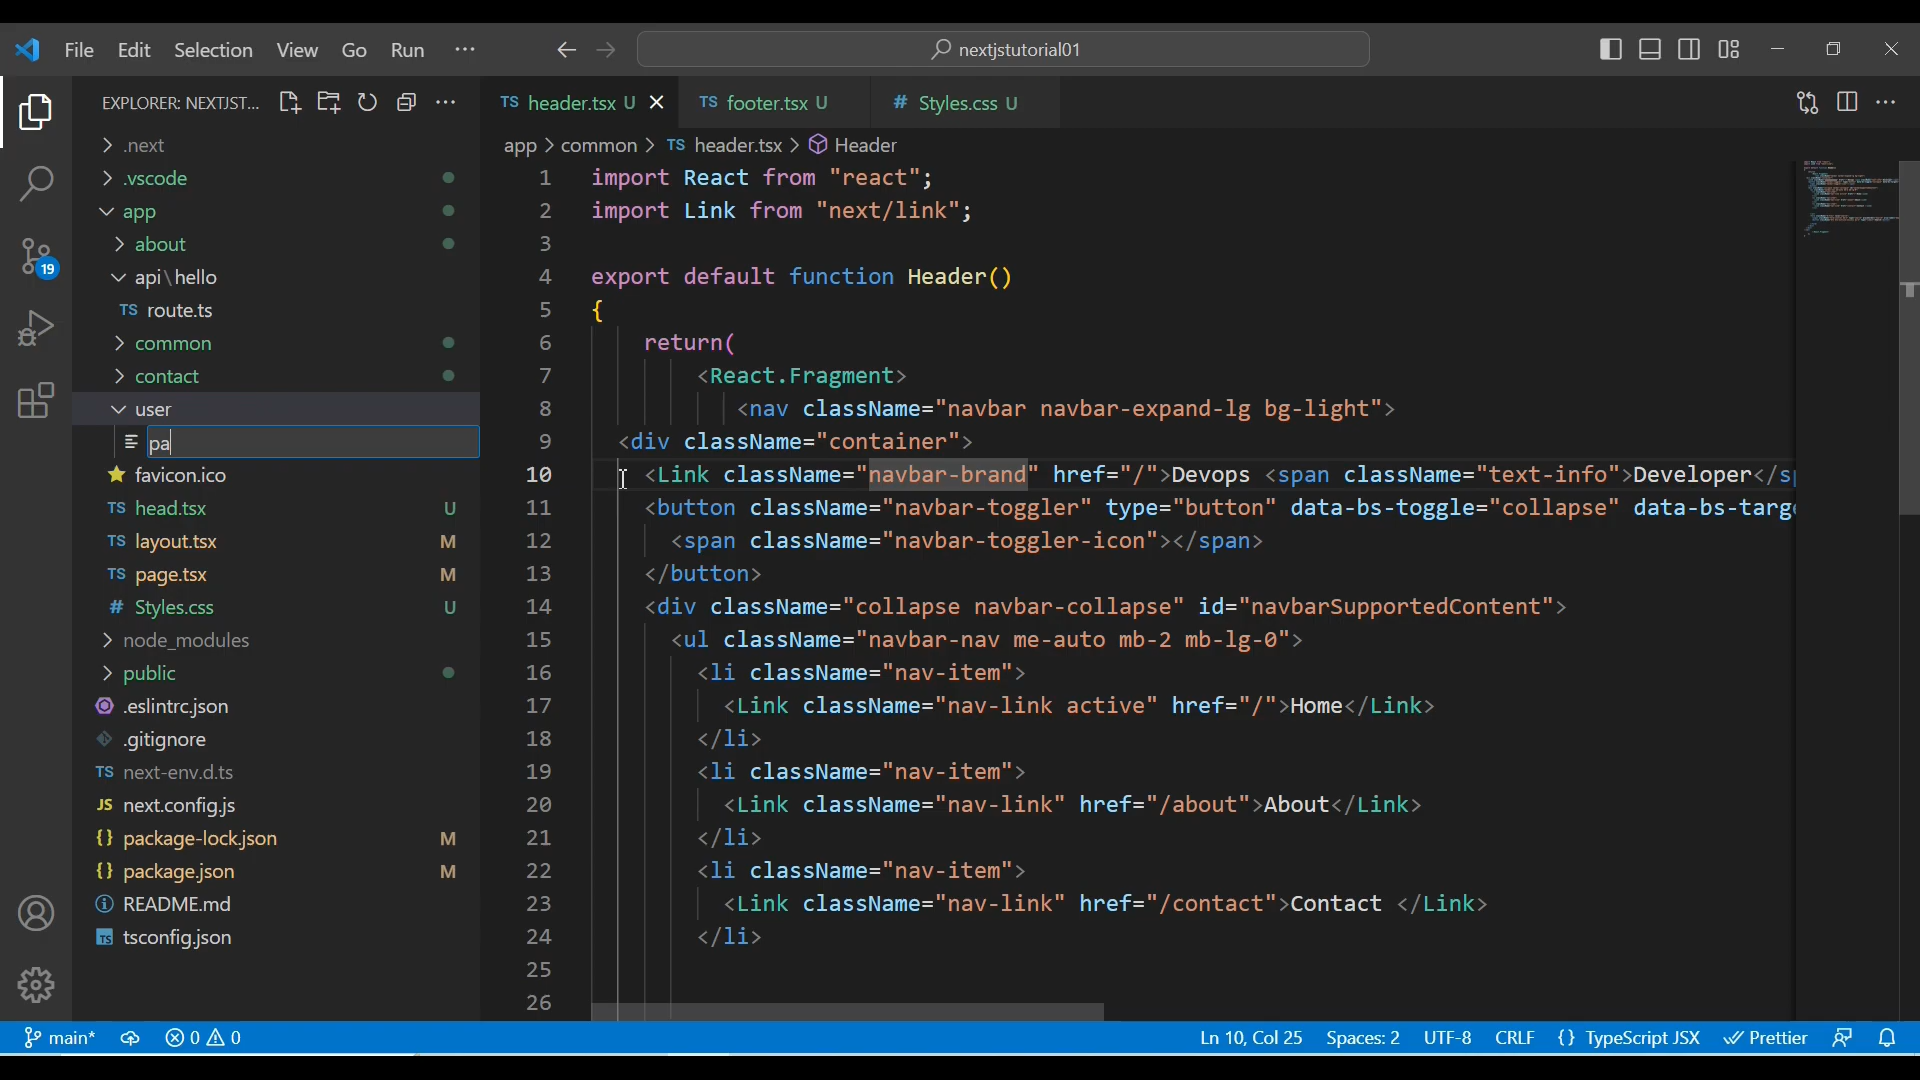 File Edit Selection View Go Run ··· nextjstutorial01
EXPLORER: NEXTJST... ···
.next
.vscode
app
about
api\hello
TS route.ts
common
contact
user
pa
favicon.ico
TS head.tsx U
TS layout.tsx M
TS page.tsx M
# Styles.css U
node_modules
public
.eslintrc.json
.gitignore
TS next-env.d.ts
JS next.config.js
{} package-lock.json M
{} package.json M
README.md
TS tsconfig.json
19
TS header.tsx U TS footer.tsx U # Styles.css U ···
app > common > TS header.tsx > Header
1 import React from "react";
2 import Link from "next/link";
3
4 export default function Header()
5 {
6 return(
7 <React.Fragment>
8 <nav className="navbar navbar-expand-lg bg-light">
9 <div className="container">
10 <Link className="navbar-brand" href="/">Devops <span className="text-info">Developer</sp
11 <button className="navbar-toggler" type="button" data-bs-toggle="collapse" data-bs-targe
12 <span className="navbar-toggler-icon"></span>
13 </button>
14 <div className="collapse navbar-collapse" id="navbarSupportedContent">
15 <ul className="navbar-nav me-auto mb-2 mb-lg-0">
16 <li className="nav-item">
17 <Link className="nav-link active" href="/">Home</Link>
18 </li>
19 <li className="nav-item">
20 <Link className="nav-link" href="/about">About</Link>
21 </li>
22 <li className="nav-item">
23 <Link className="nav-link" href="/contact">Contact </Link>
24 </li>
25
26
main* 0 0 Ln 10, Col 25 Spaces: 2 UTF-8 CRLF {} TypeScript JSX Prettier